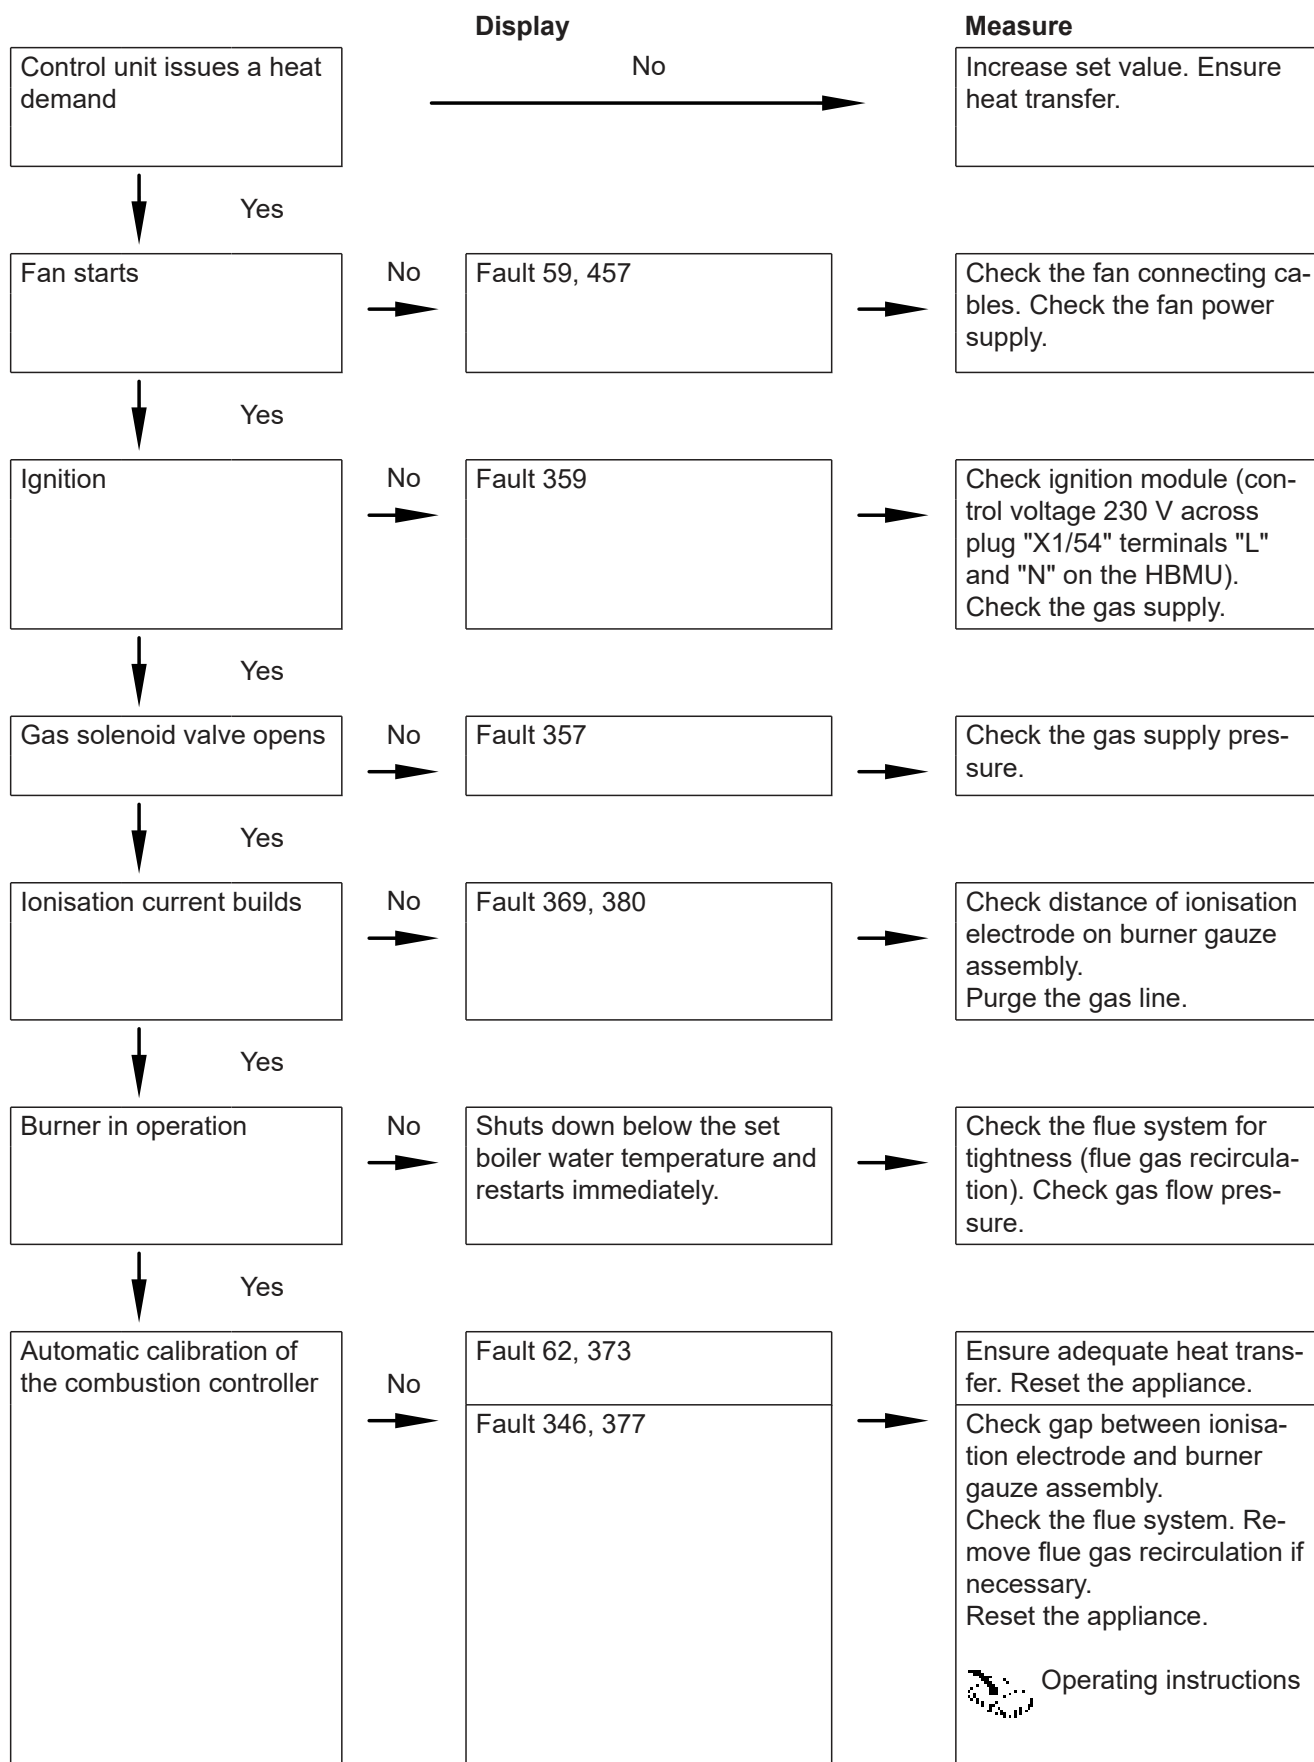 Display
Measure
Control unit issues a heat
demand
No
Increase set value. Ensure
heat transfer.
Yes
Fan starts
No
Fault 59, 457
Check the fan connecting ca-
bles. Check the fan power
supply.
Yes
Ignition
No
Fault 359
Check ignition module (con-
trol voltage 230 V across
plug "X1/54" terminals "L"
and "N" on the HBMU).
Check the gas supply.
Yes
Gas solenoid valve opens
No
Fault 357
Check the gas supply pres-
sure.
Yes
Ionisation current builds
No
Fault 369, 380
Check distance of ionisation
electrode on burner gauze
assembly.
Purge the gas line.
Yes
Burner in operation
No
Shuts down below the set
boiler water temperature and
restarts immediately.
Check the flue system for
tightness (flue gas recircula-
tion). Check gas flow pres-
sure.
Yes
Automatic calibration of
the combustion controller
No
Fault 62, 373
Ensure adequate heat trans-
fer. Reset the appliance.
Fault 346, 377
Check gap between ionisa-
tion electrode and burner
gauze assembly.
Check the flue system. Re-
move flue gas recirculation if
necessary.
Reset the appliance.
Operating instructions